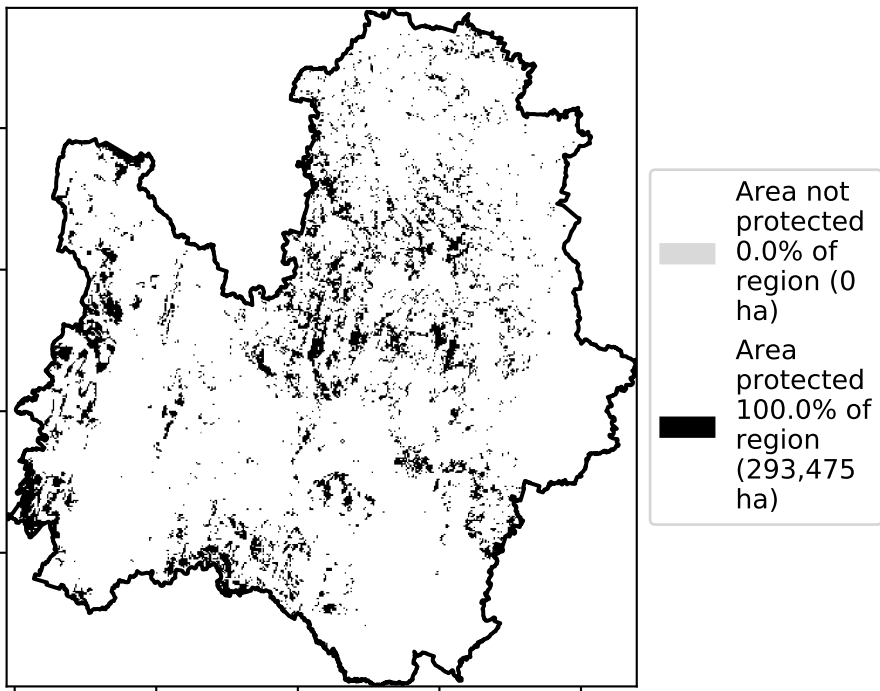 Area not
protected
0.0% of
region (0
ha)
Area
protected
100.0% of
region
(293,475
ha)